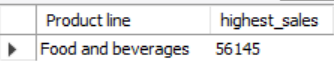 Product line highest_sales
Food and beverages 56145